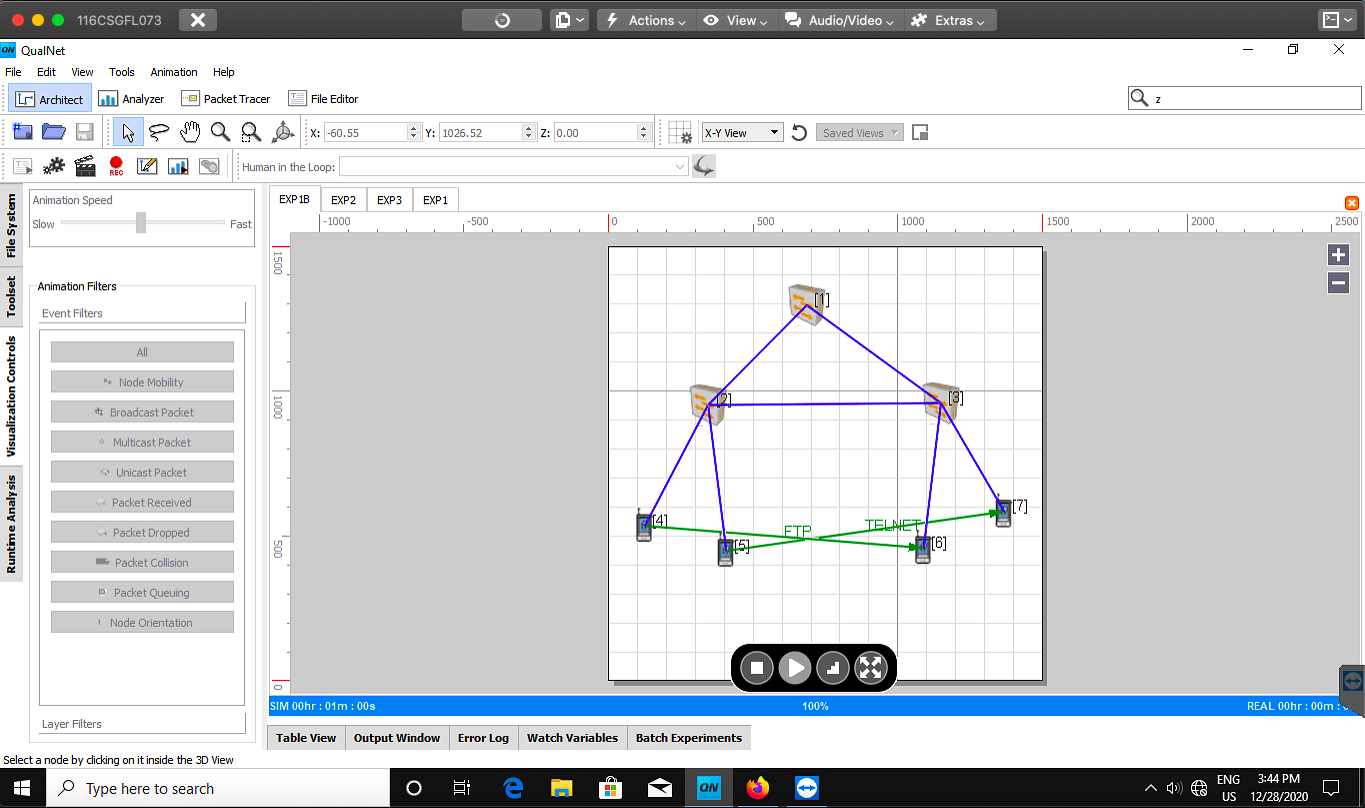 116CSGFL073
Actions View Audio/Video Extras
QN QualNet
File Edit View Tools Animation Help
Architect Analyzer Packet Tracer File Editor z
X: -60.55 Y: 1026.52 Z: 0.00 X-Y View Saved Views
REC Human in the Loop:
File System
Toolset
Visualization Controls
Runtime Analysis
Animation Speed
Slow Fast
Animation Filters
Event Filters
All
Node Mobility
Broadcast Packet
Multicast Packet
Unicast Packet
Packet Received
Packet Dropped
Packet Collision
Packet Queuing
Node Orientation
Layer Filters
EXP1B EXP2 EXP3 EXP1
-1000 -500 0 500 1000 1500 2000 2500
1500
1000
500
0
[1]
[2]
[3]
[4]
[5]
[6]
[7]
FTP
TELNET
SIM 00hr : 01m : 00s 100% REAL 00hr : 00m :
Table View Output Window Error Log Watch Variables Batch Experiments
Select a node by clicking on it inside the 3D View
Type here to search
QN
ENG
US
3:44 PM
12/28/2020